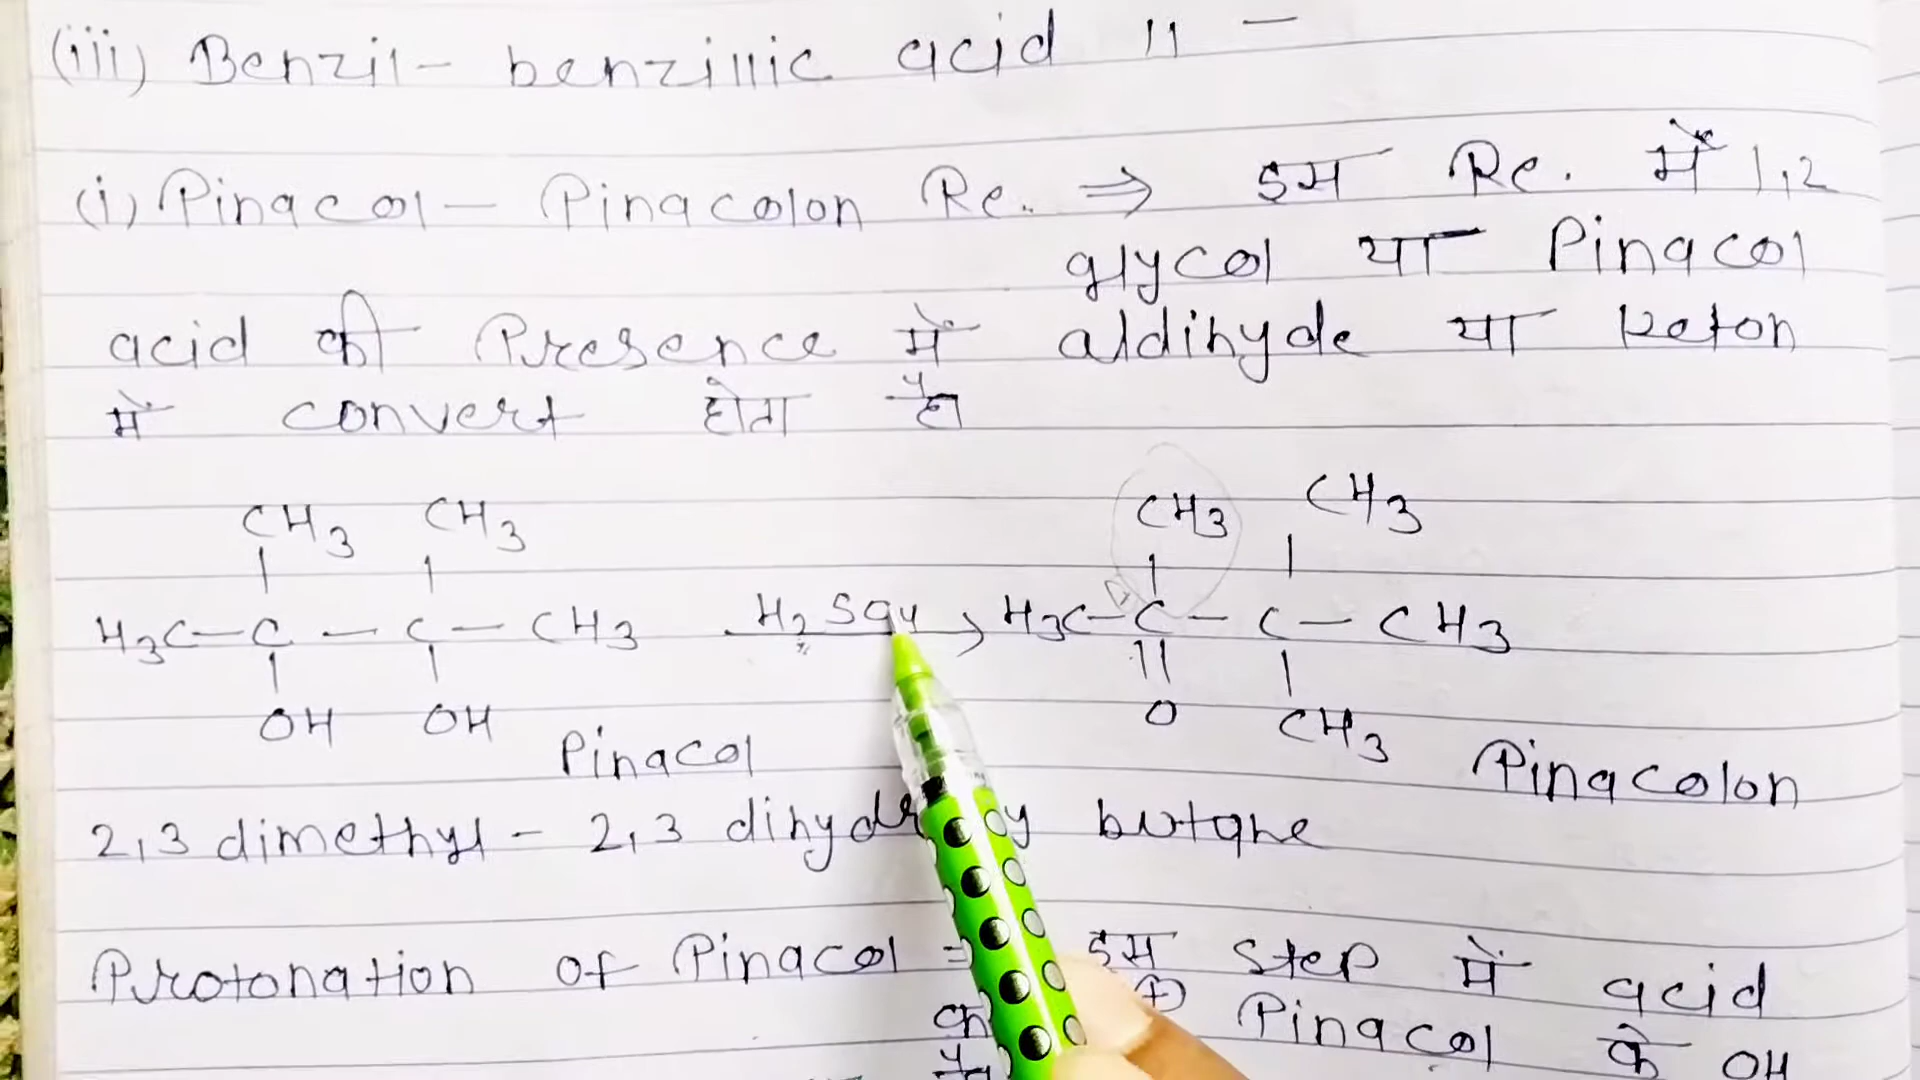 (iii) Benzil - benzillic acid 11 -
(i) Pinacol - Pinacolon Re. ⇒ इस Re. में 1,2
glycol या Pinacol
acid की Presence में aldihyde या keton
में convert होता है
CH3 CH3 CH3 CH3
H3C - C - C - CH3 H2SO4 → H3C - C - C - CH3
OH OH O CH3
Pinacol Pinacolon
2,3 dimethyl - 2,3 butane
Protonation of Pinacol = इस step में acid
(+) Pinacol के OH